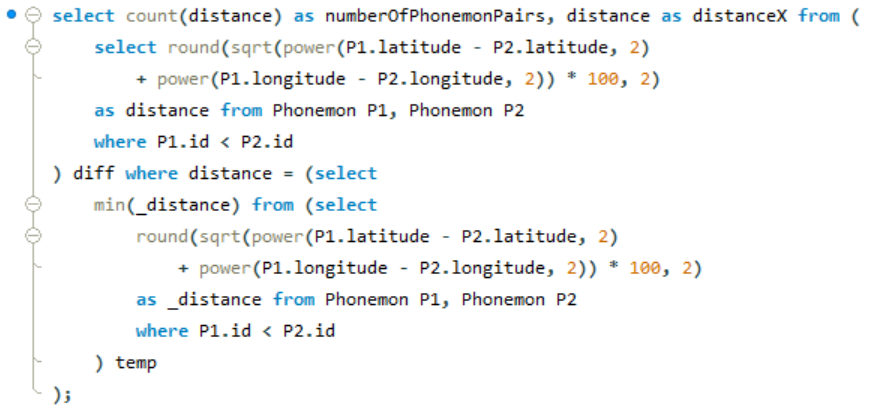 select count(distance) as numberOfPhonemonPairs, distance as distanceX from (
    select round(sqrt(power(P1.latitude - P2.latitude, 2)
        + power(P1.longitude - P2.longitude, 2)) * 100, 2)
    as distance from Phonemon P1, Phonemon P2
    where P1.id < P2.id
) diff where distance = (select
    min(_distance) from (select
        round(sqrt(power(P1.latitude - P2.latitude, 2)
            + power(P1.longitude - P2.longitude, 2)) * 100, 2)
        as _distance from Phonemon P1, Phonemon P2
        where P1.id < P2.id
    ) temp
);